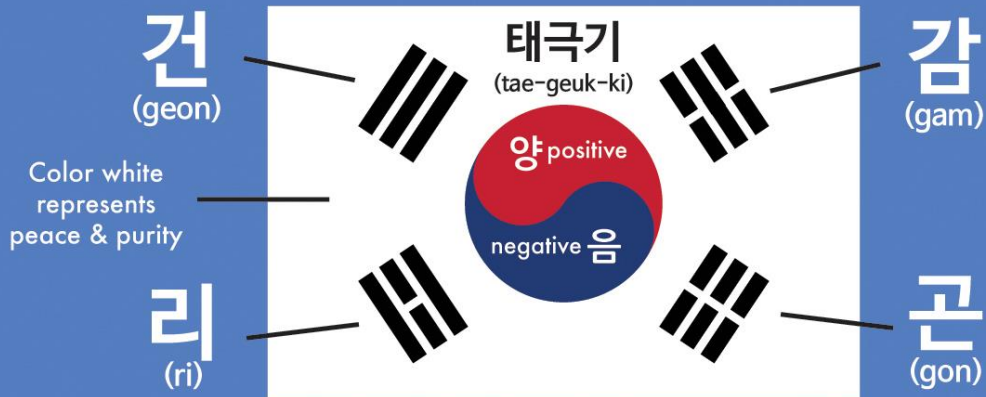 건
(geon)
태극기
(tae-geuk-ki)
감
(gam)
양 positive
negative 음
Color white
represents
peace & purity
리
(ri)
곤
(gon)